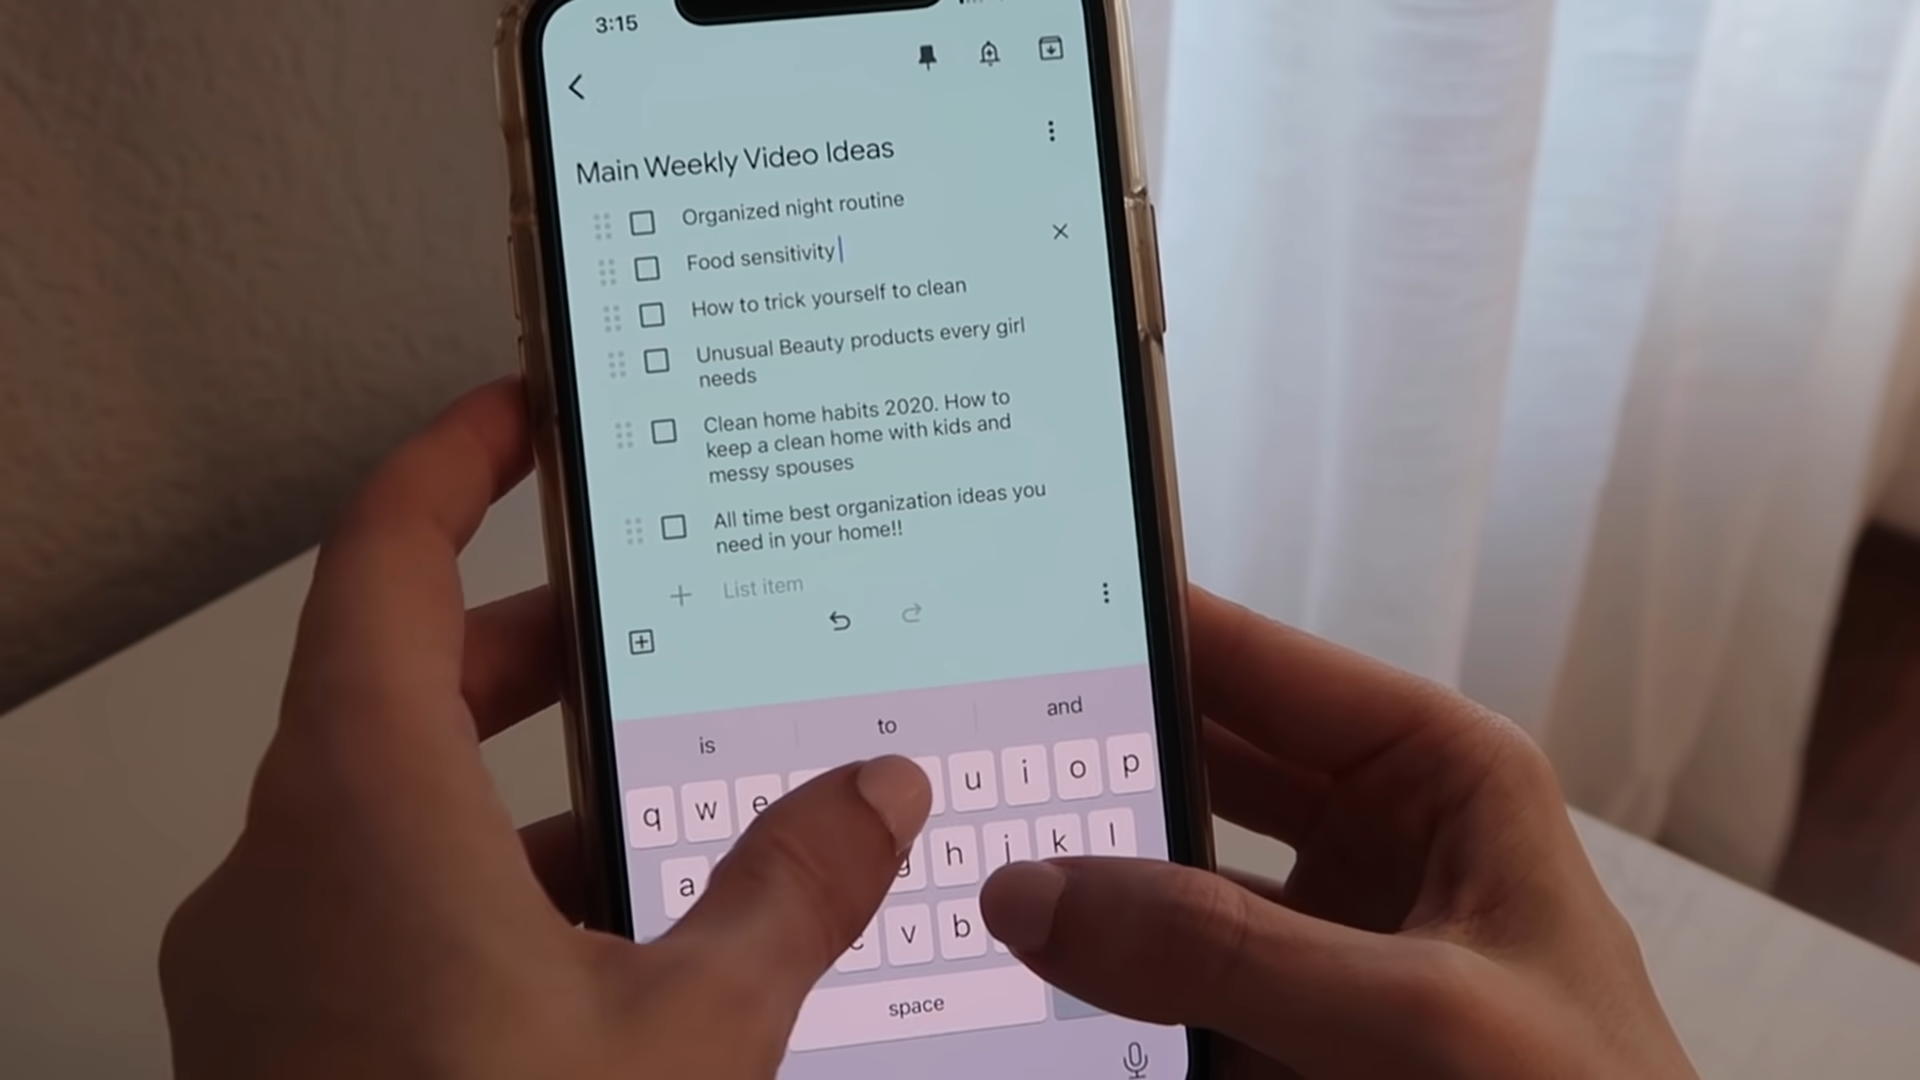 3:15
Main Weekly Video Ideas
Organized night routine
Food sensitivity
How to trick yourself to clean
Unusual Beauty products every girl
needs
Clean home habits 2020. How to
keep a clean home with kids and
messy spouses
All time best organization ideas you
need in your home!!
List item
is to and
q w e u i o p
a g h j k l
c v b
space